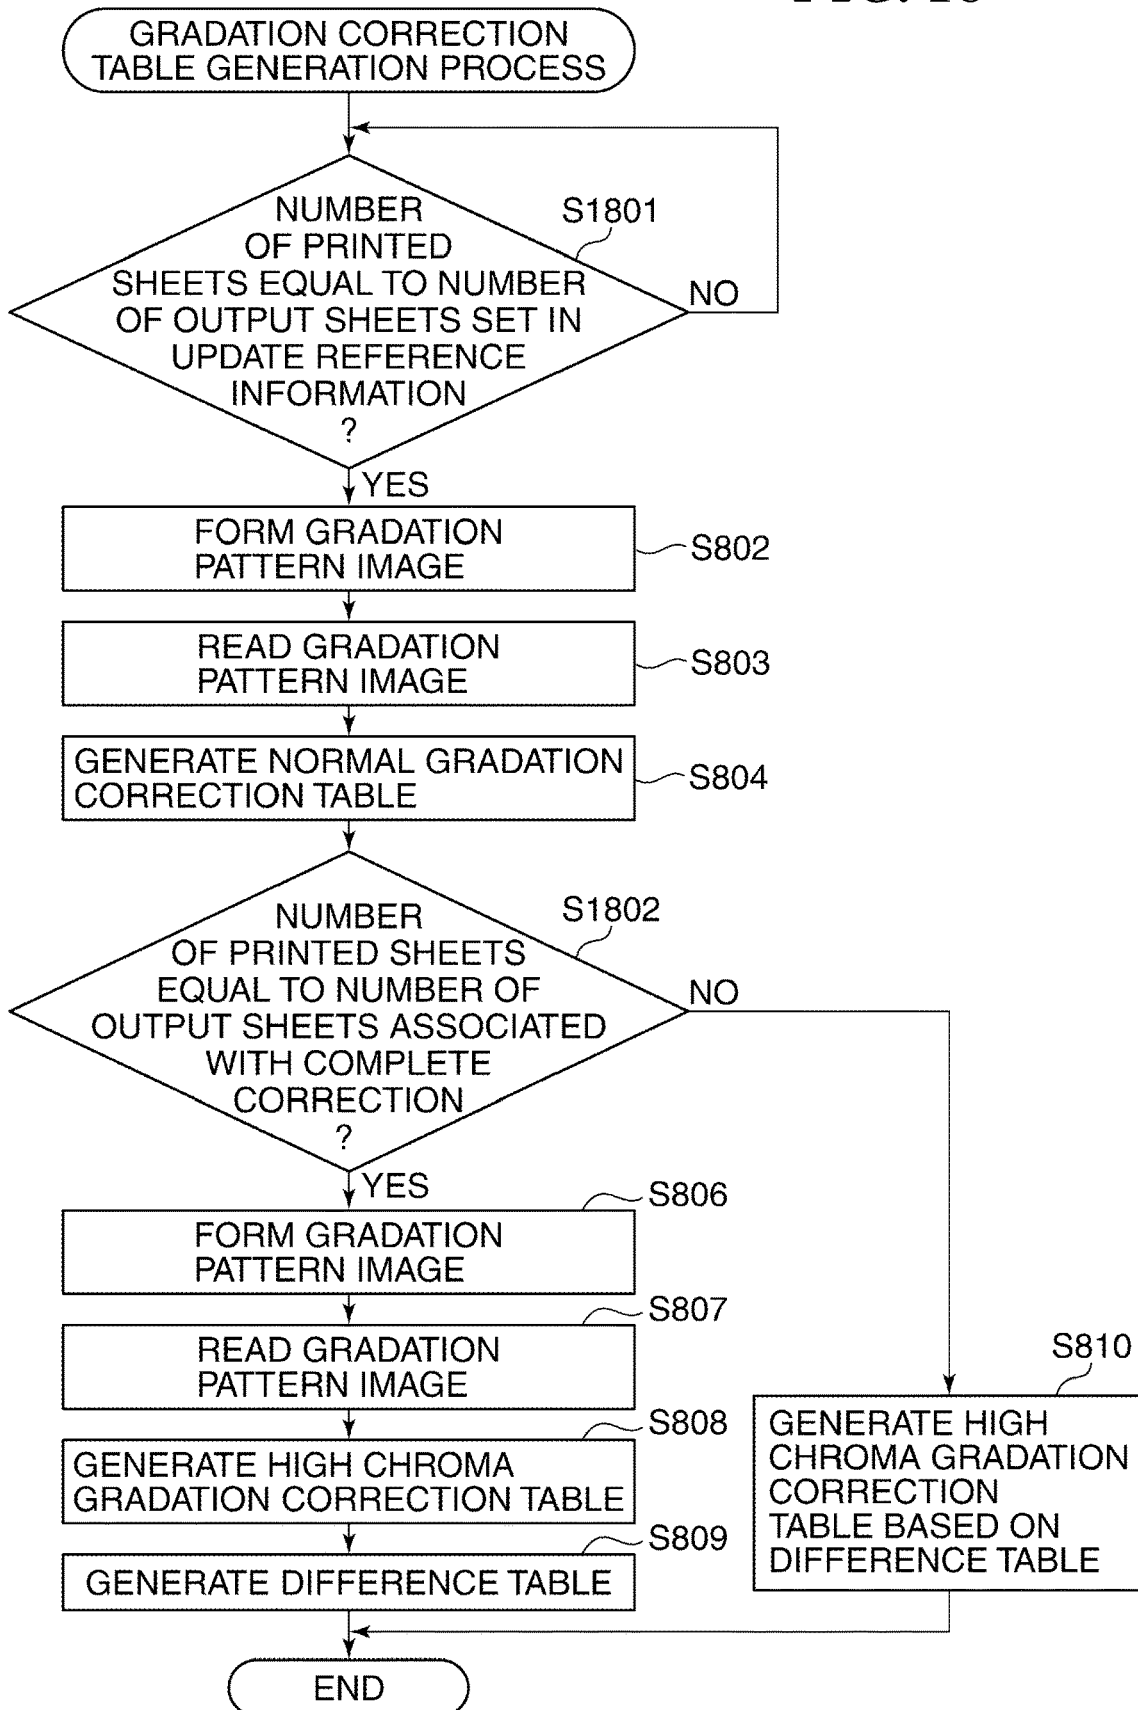 GRADATION CORRECTION
TABLE GENERATION PROCESS
S1801
NUMBER
OF PRINTED
SHEETS EQUAL TO NUMBER
OF OUTPUT SHEETS SET IN
UPDATE REFERENCE
INFORMATION
?
NO
YES
FORM GRADATION
PATTERN IMAGE
S802
READ GRADATION
PATTERN IMAGE
S803
GENERATE NORMAL GRADATION
CORRECTION TABLE
S804
S1802
NUMBER
OF PRINTED SHEETS
EQUAL TO NUMBER OF
OUTPUT SHEETS ASSOCIATED
WITH COMPLETE
CORRECTION
?
NO
YES
S806
FORM GRADATION
PATTERN IMAGE
S807
READ GRADATION
PATTERN IMAGE
S808
GENERATE HIGH CHROMA
GRADATION CORRECTION TABLE
S809
GENERATE DIFFERENCE TABLE
S810
GENERATE HIGH
CHROMA GRADATION
CORRECTION
TABLE BASED ON
DIFFERENCE TABLE
END